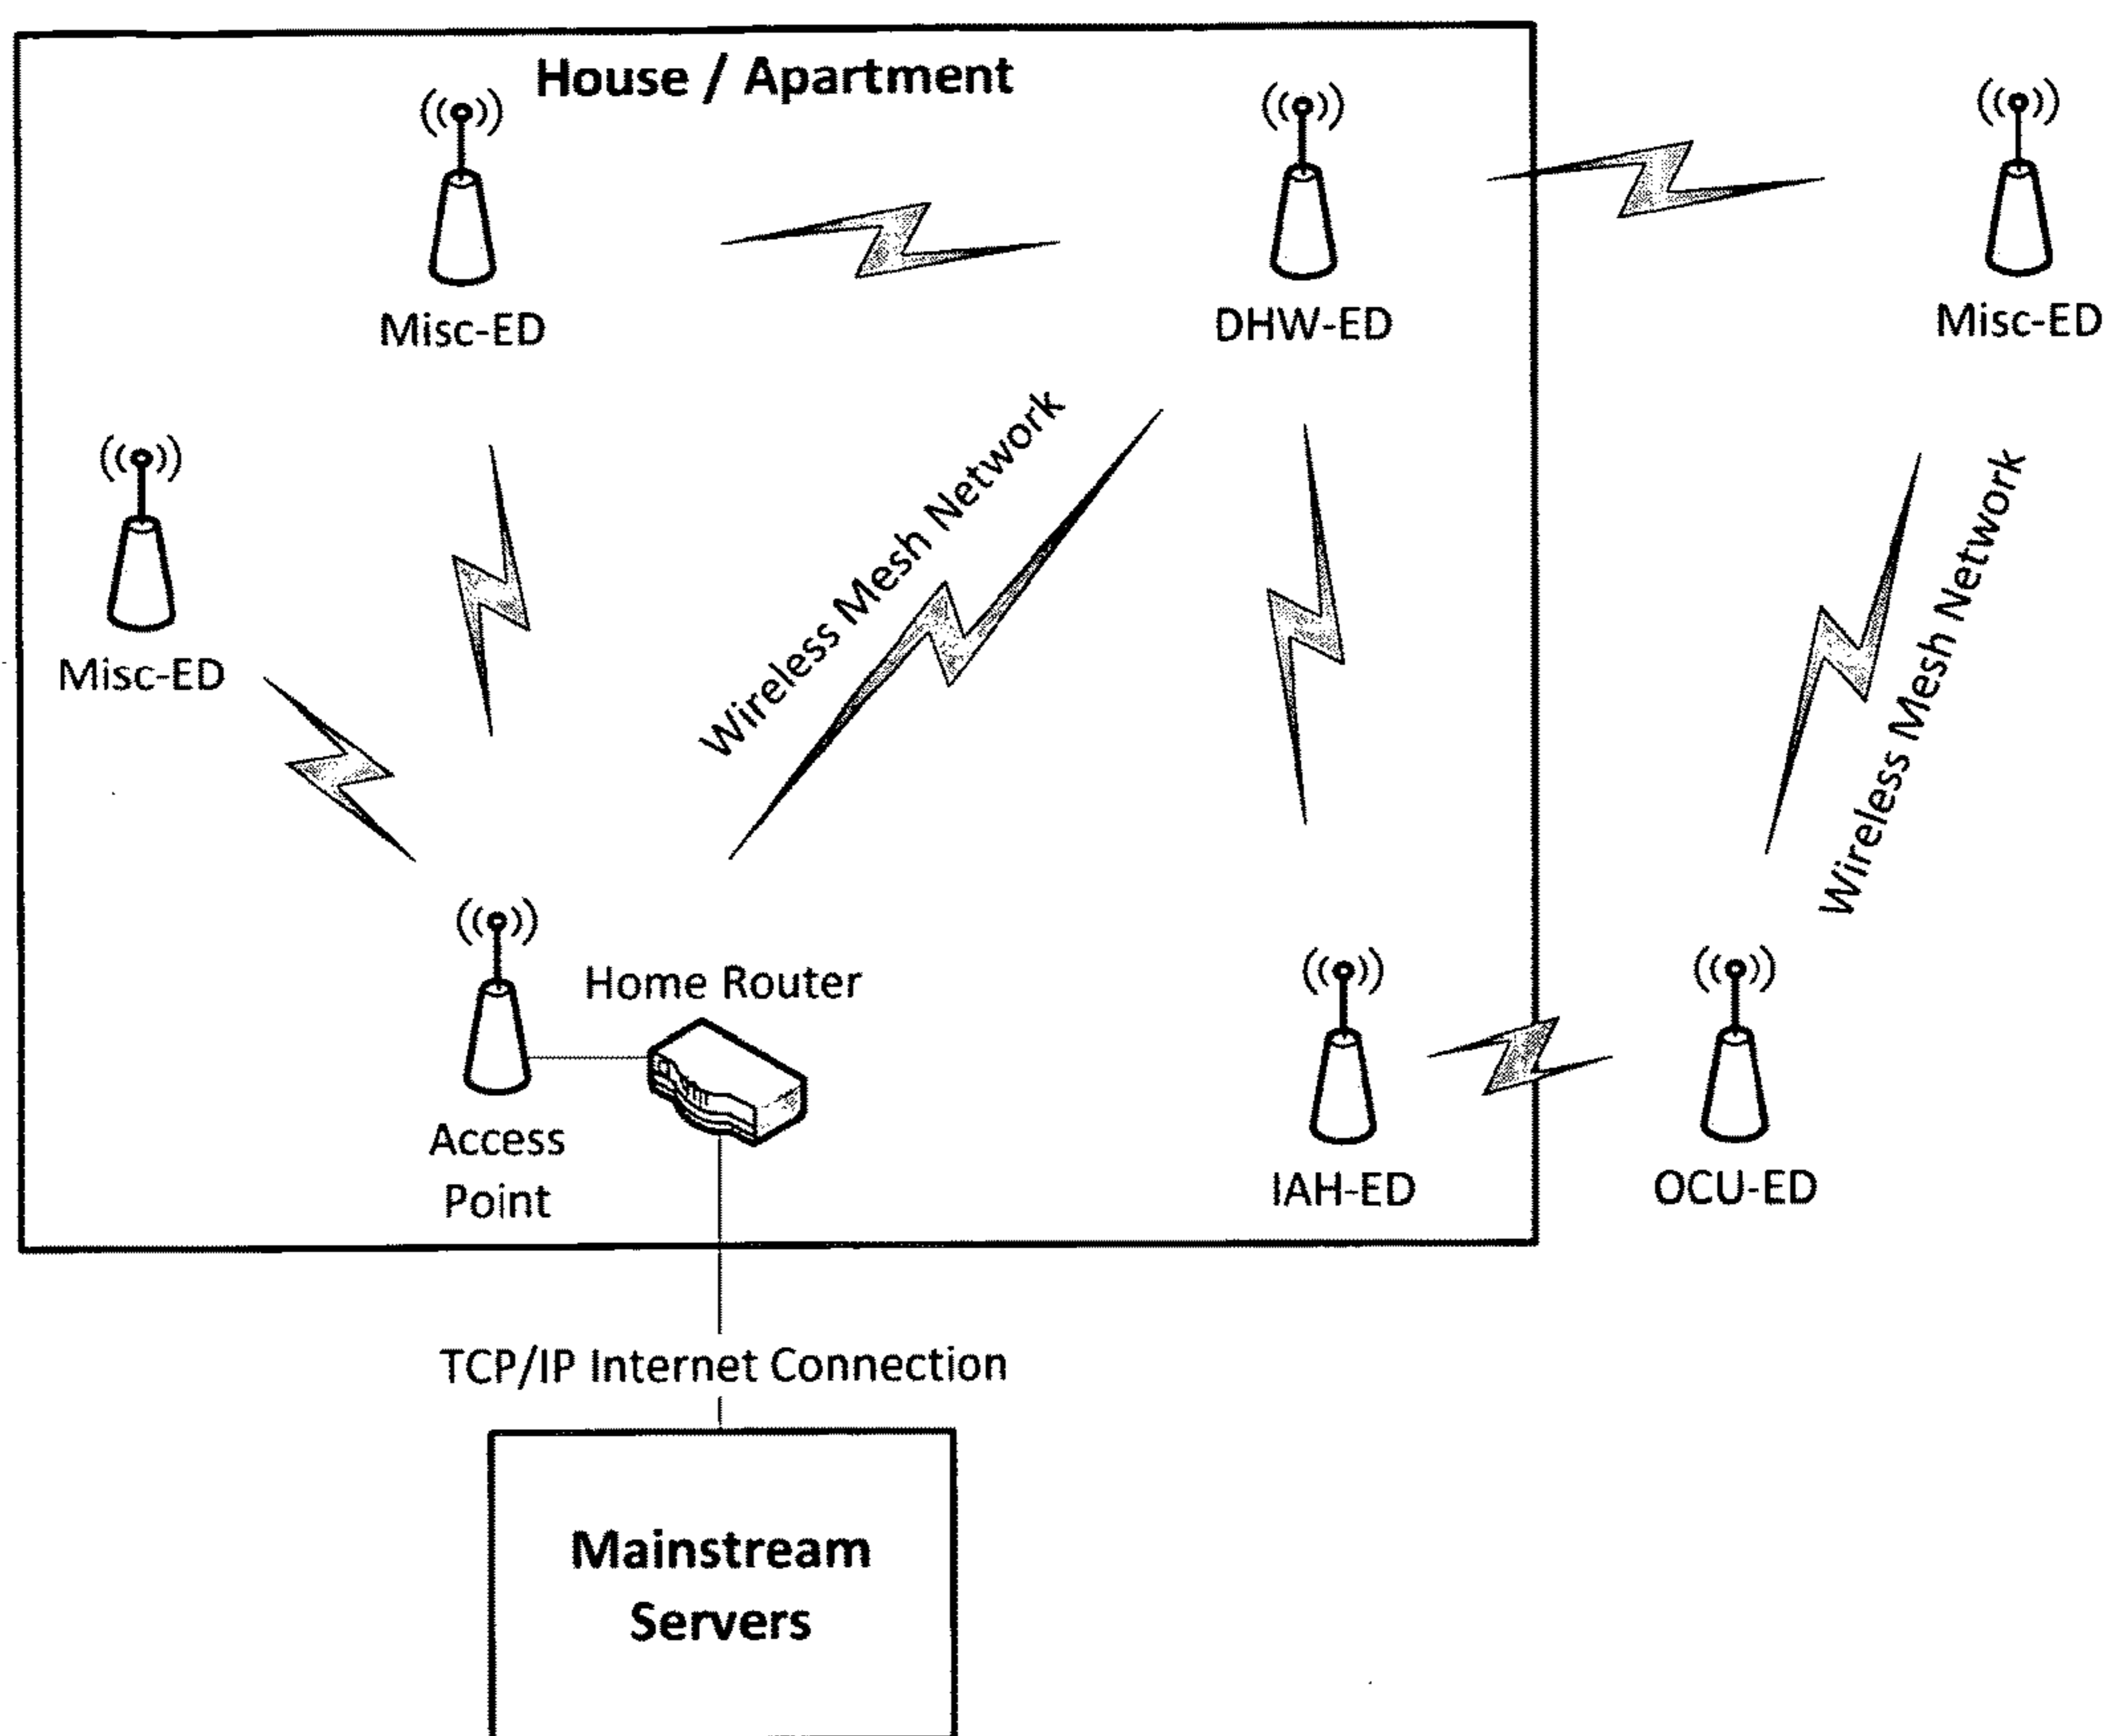 House / Apartment
Misc-ED
DHW-ED
Misc-ED
Misc-ED
Wireless Mesh Network
Wireless Mesh Network
Home Router
Access
Point
IAH-ED
OCU-ED
TCP/IP Internet Connection
Mainstream
Servers